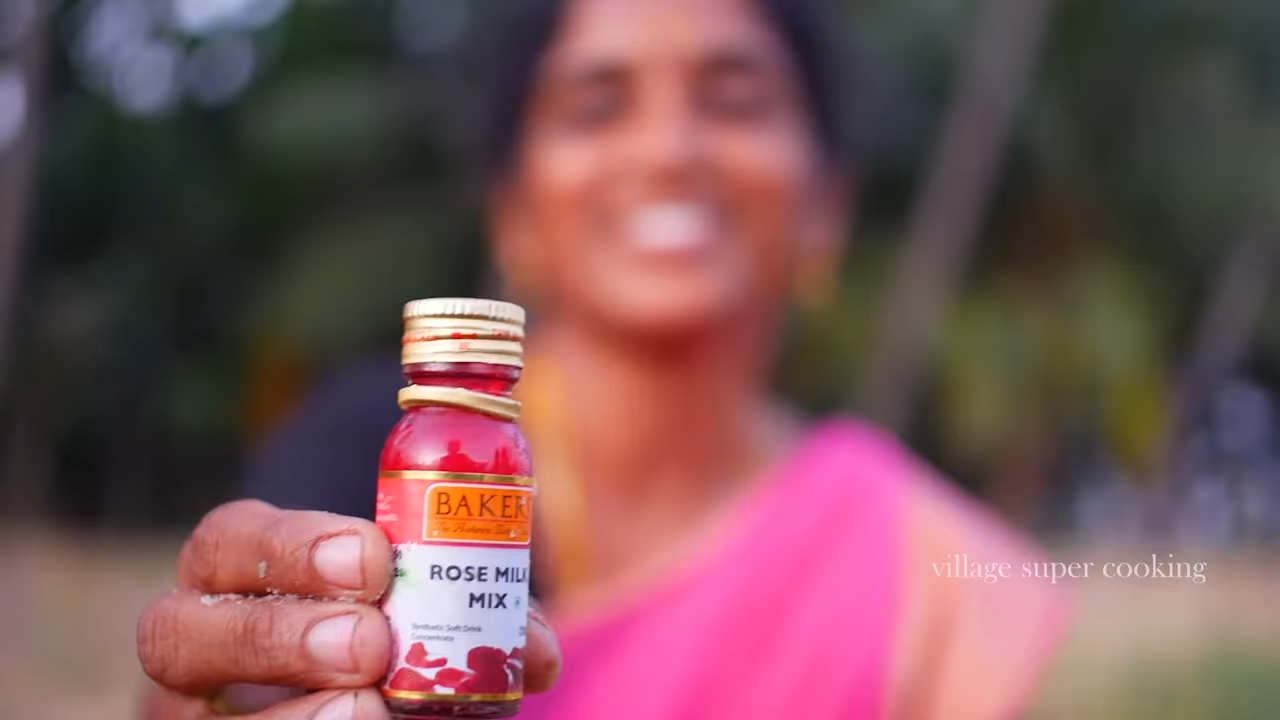 BAKER
ROSE MILK
MIX
Synthetic Soft Drink
Concentrate
village super cooking